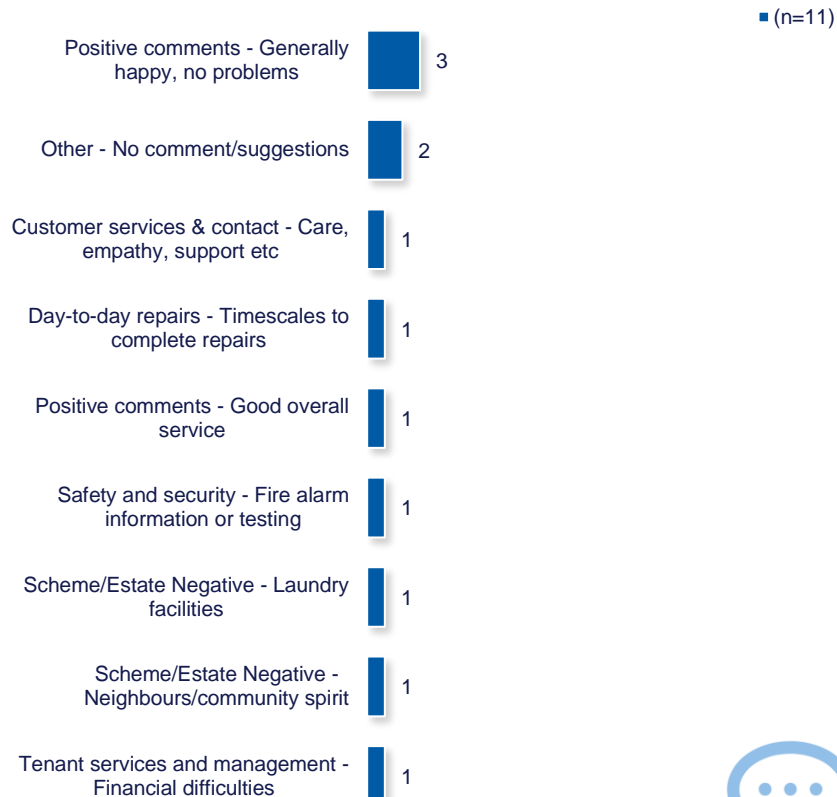 (n=11)
Positive comments - Generally
happy, no problems
3
Other - No comment/suggestions
2
Customer services & contact - Care,
empathy, support etc
1
Day-to-day repairs - Timescales to
complete repairs
1
Positive comments - Good overall
service
1
Safety and security - Fire alarm
information or testing
1
Scheme/Estate Negative - Laundry
facilities
1
Scheme/Estate Negative -
Neighbours/community spirit
1
Tenant services and management -
Financial difficulties
1